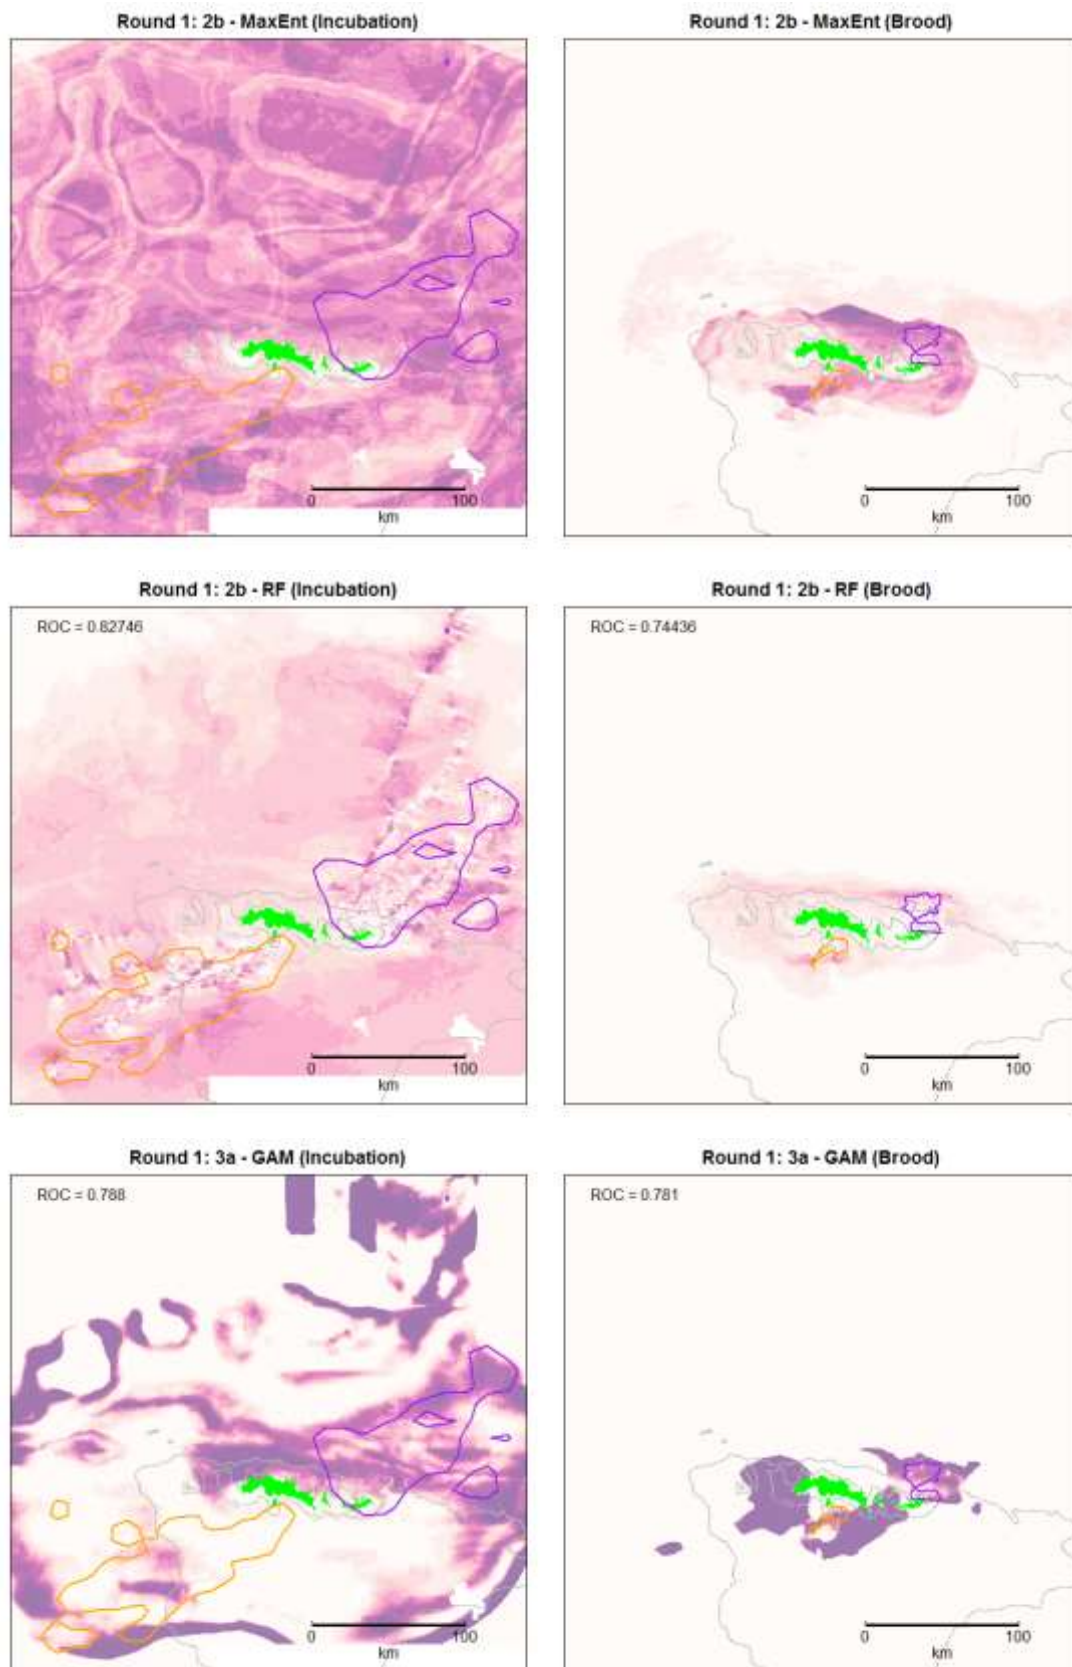 Round 1: 2b - MaxEnt (Incubation)
Round 1: 2b - MaxEnt (Brood)
0 100
km
0 100
km
Round 1: 2b - RF (Incubation)
Round 1: 2b - RF (Brood)
ROC = 0.82746
ROC = 0.74436
0 100
km
0 100
km
Round 1: 3a - GAM (Incubation)
Round 1: 3a - GAM (Brood)
ROC = 0.788
ROC = 0.781
0 100
km
0 100
km